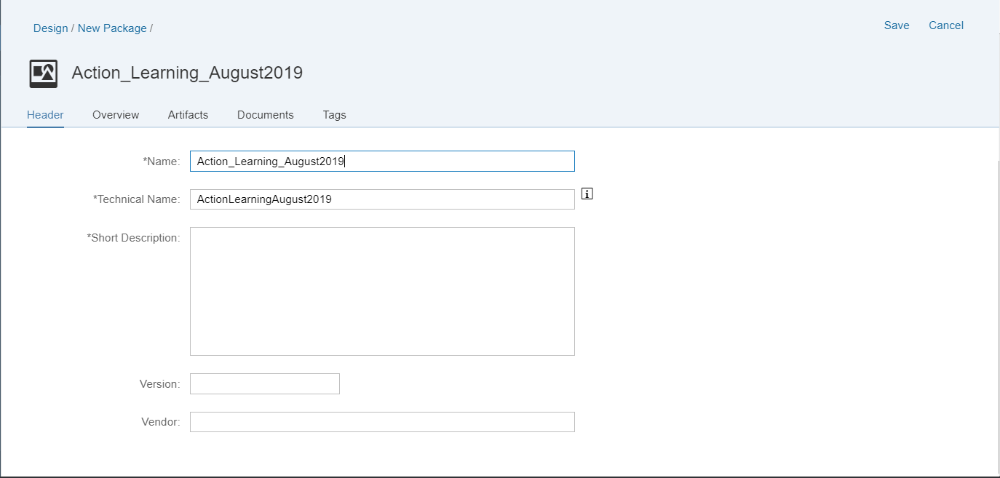 Design / New Package /
Save Cancel
Action_Learning_August2019
Header Overview Artifacts Documents Tags
*Name: Action_Learning_August2019
*Technical Name: ActionLearningAugust2019
*Short Description:
Version:
Vendor: